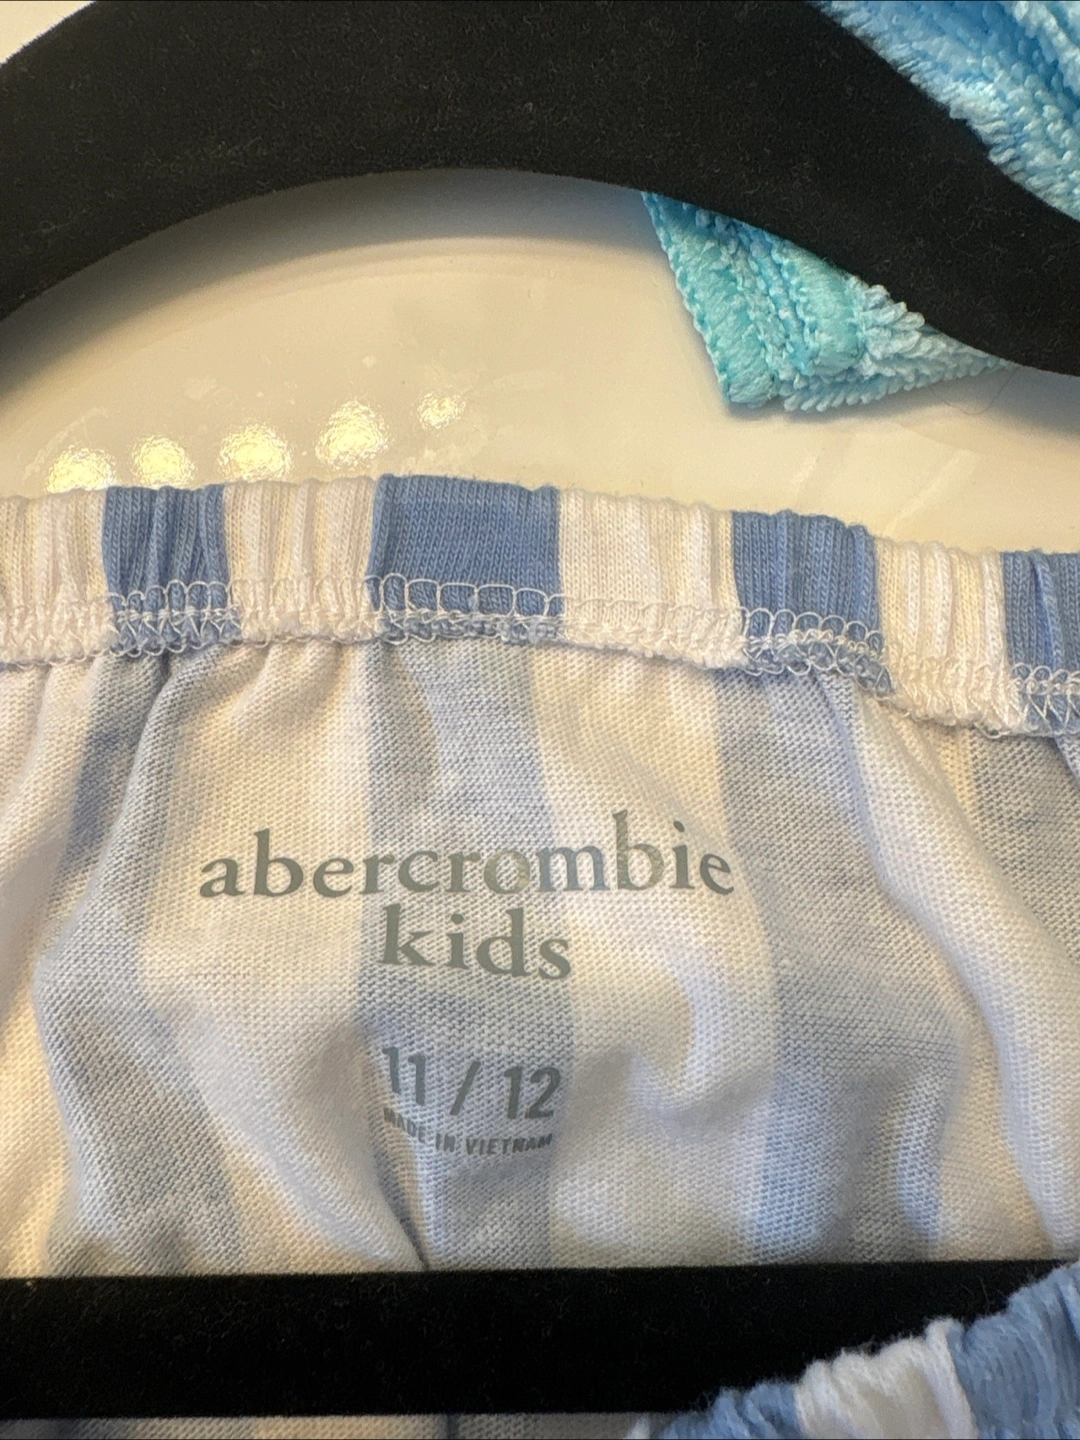 abercrombie
kids
11 / 12
MADE IN VIETNAM